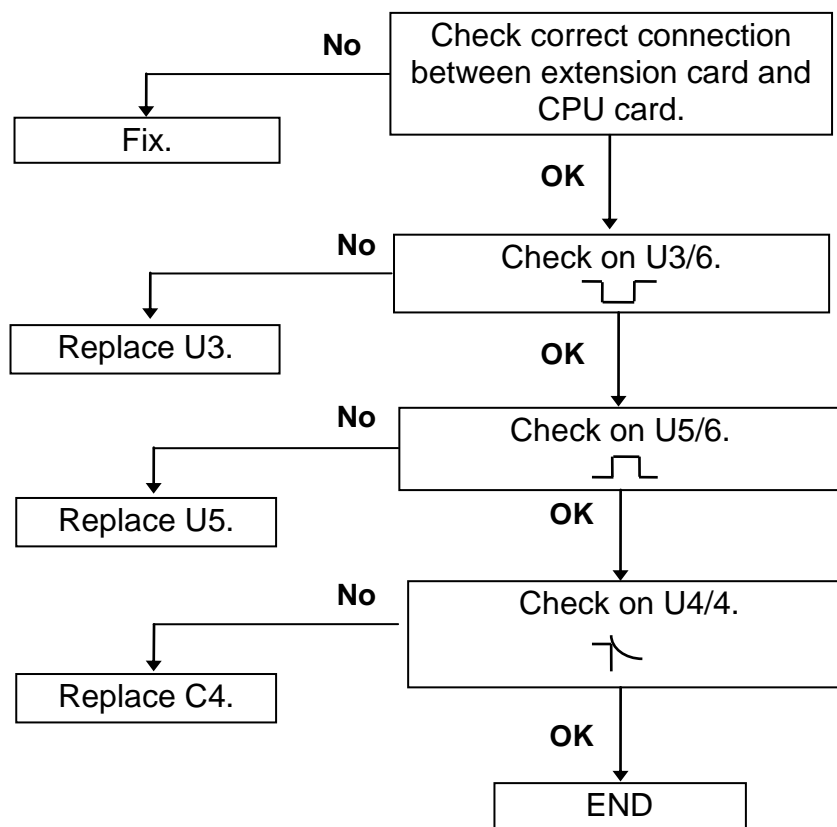 No
Check correct connection
between extension card and
CPU card.
Fix.
OK
No
Check on U3/6.
Replace U3.
OK
No
Check on U5/6.
Replace U5.
OK
No
Check on U4/4.
Replace C4.
OK
END